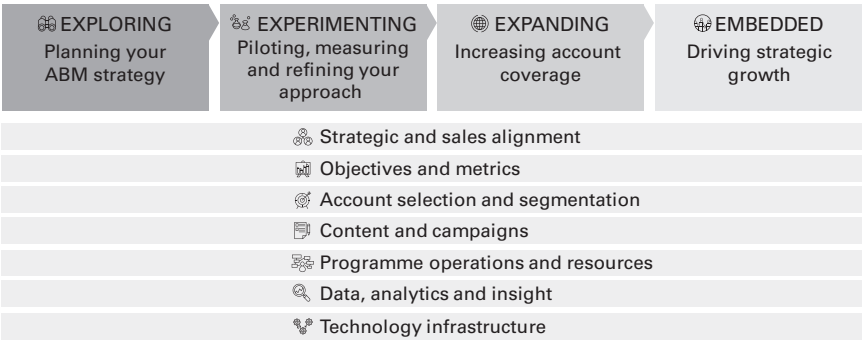 EXPLORING
Planning your
ABM strategy
EXPERIMENTING
Piloting, measuring
and refining your
approach
EXPANDING
Increasing account
coverage
EMBEDDED
Driving strategic
growth
Strategic and sales alignment
Objectives and metrics
Account selection and segmentation
Content and campaigns
Programme operations and resources
Data, analytics and insight
Technology infrastructure